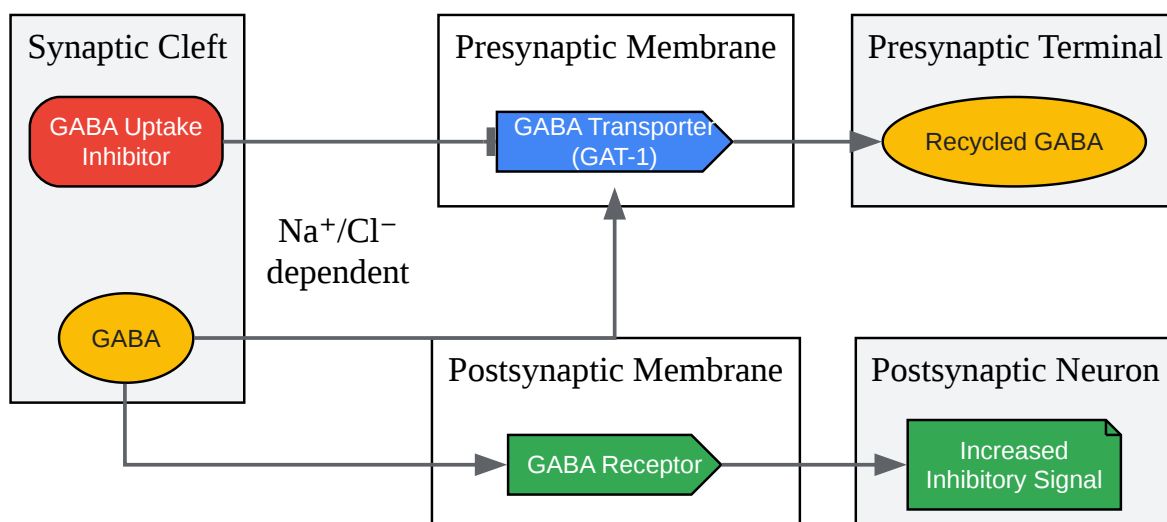 Synaptic Cleft
Presynaptic Membrane
Presynaptic Terminal
GABA Uptake
Inhibitor
GABA Transporter
(GAT-1)
Recycled GABA
Na⁺/Cl⁻
dependent
GABA
Postsynaptic Membrane
Postsynaptic Neuron
GABA Receptor
Increased
Inhibitory Signal